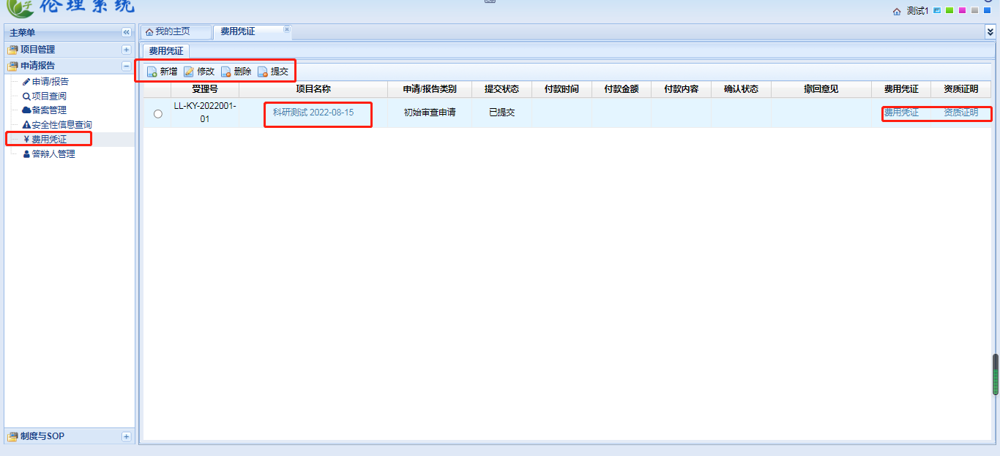 子伦理系统
测试1
主菜单
项目管理
申请报告
申请/报告
项目查阅
备案管理
安全性信息查询
¥ 费用凭证
答辩人管理
制度与SOP
我的主页 费用凭证
费用凭证
新增 修改 删除 提交
受理号 项目名称 申请/报告类别 提交状态 付款时间 付款金额 付款内容 确认状态 撤回意见 费用凭证 资质证明
LL-KY-2022001-
01 科研测试 2022-08-15 初始审查申请 已提交 费用凭证 资质证明